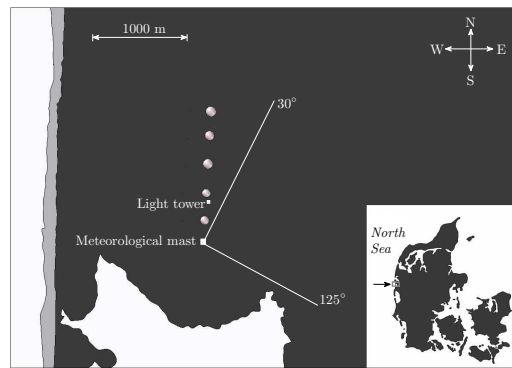 1000 m
N
W
E
S
30°
Light tower
Meteorological mast
125°
North
Sea